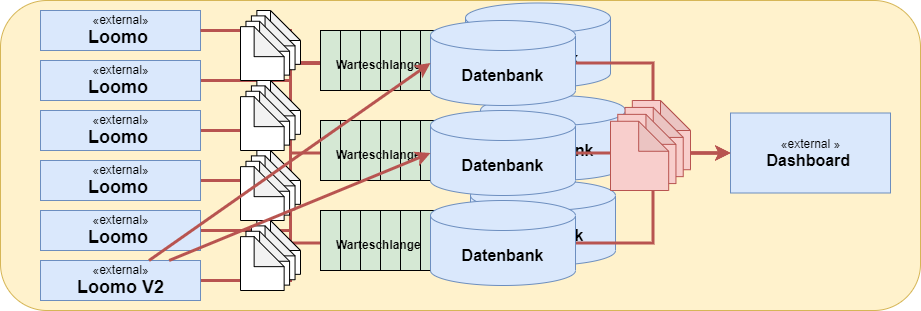 «external»
Loomo
«external»
Loomo
«external»
Loomo
«external»
Loomo
«external»
Loomo
«external»
Loomo V2
Warteschlange
Warteschlange
Warteschlange
Datenbank
k
Datenbank
nk
Datenbank
k
«external »
Dashboard